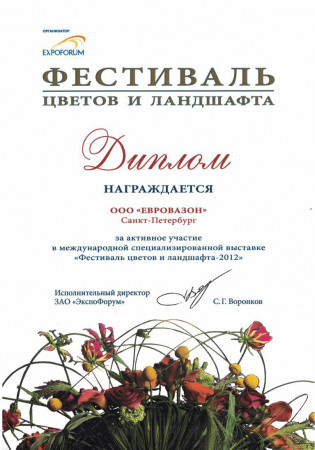 ОРГАНИЗАТОР
EXPOFORUM
ФЕСТИВАЛЬ
ЦВЕТОВ И ЛАНДШАФТА
Диплом
НАГРАЖДАЕТСЯ
ООО «ЕВРОВАЗОН»
Санкт-Петербург
за активное участие
в международной специализированной выставке
«Фестиваль цветов и ландшафта-2012»
Исполнительный директор
ЗАО «ЭкспоФорум»
С. Г. Воронков